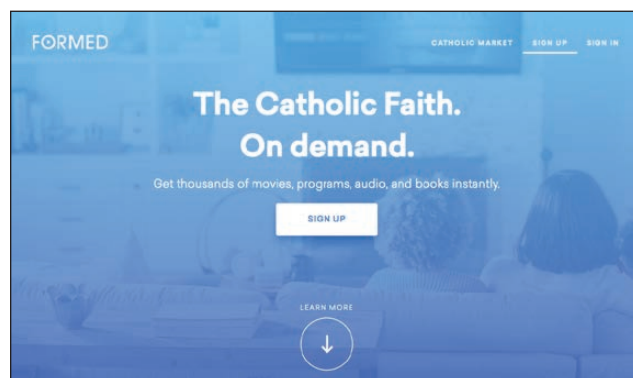 FORMED
CATHOLIC MARKET SIGN UP SIGN IN
The Catholic Faith.
On demand.
Get thousands of movies, programs, audio, and books instantly.
SIGN UP
LEARN MORE